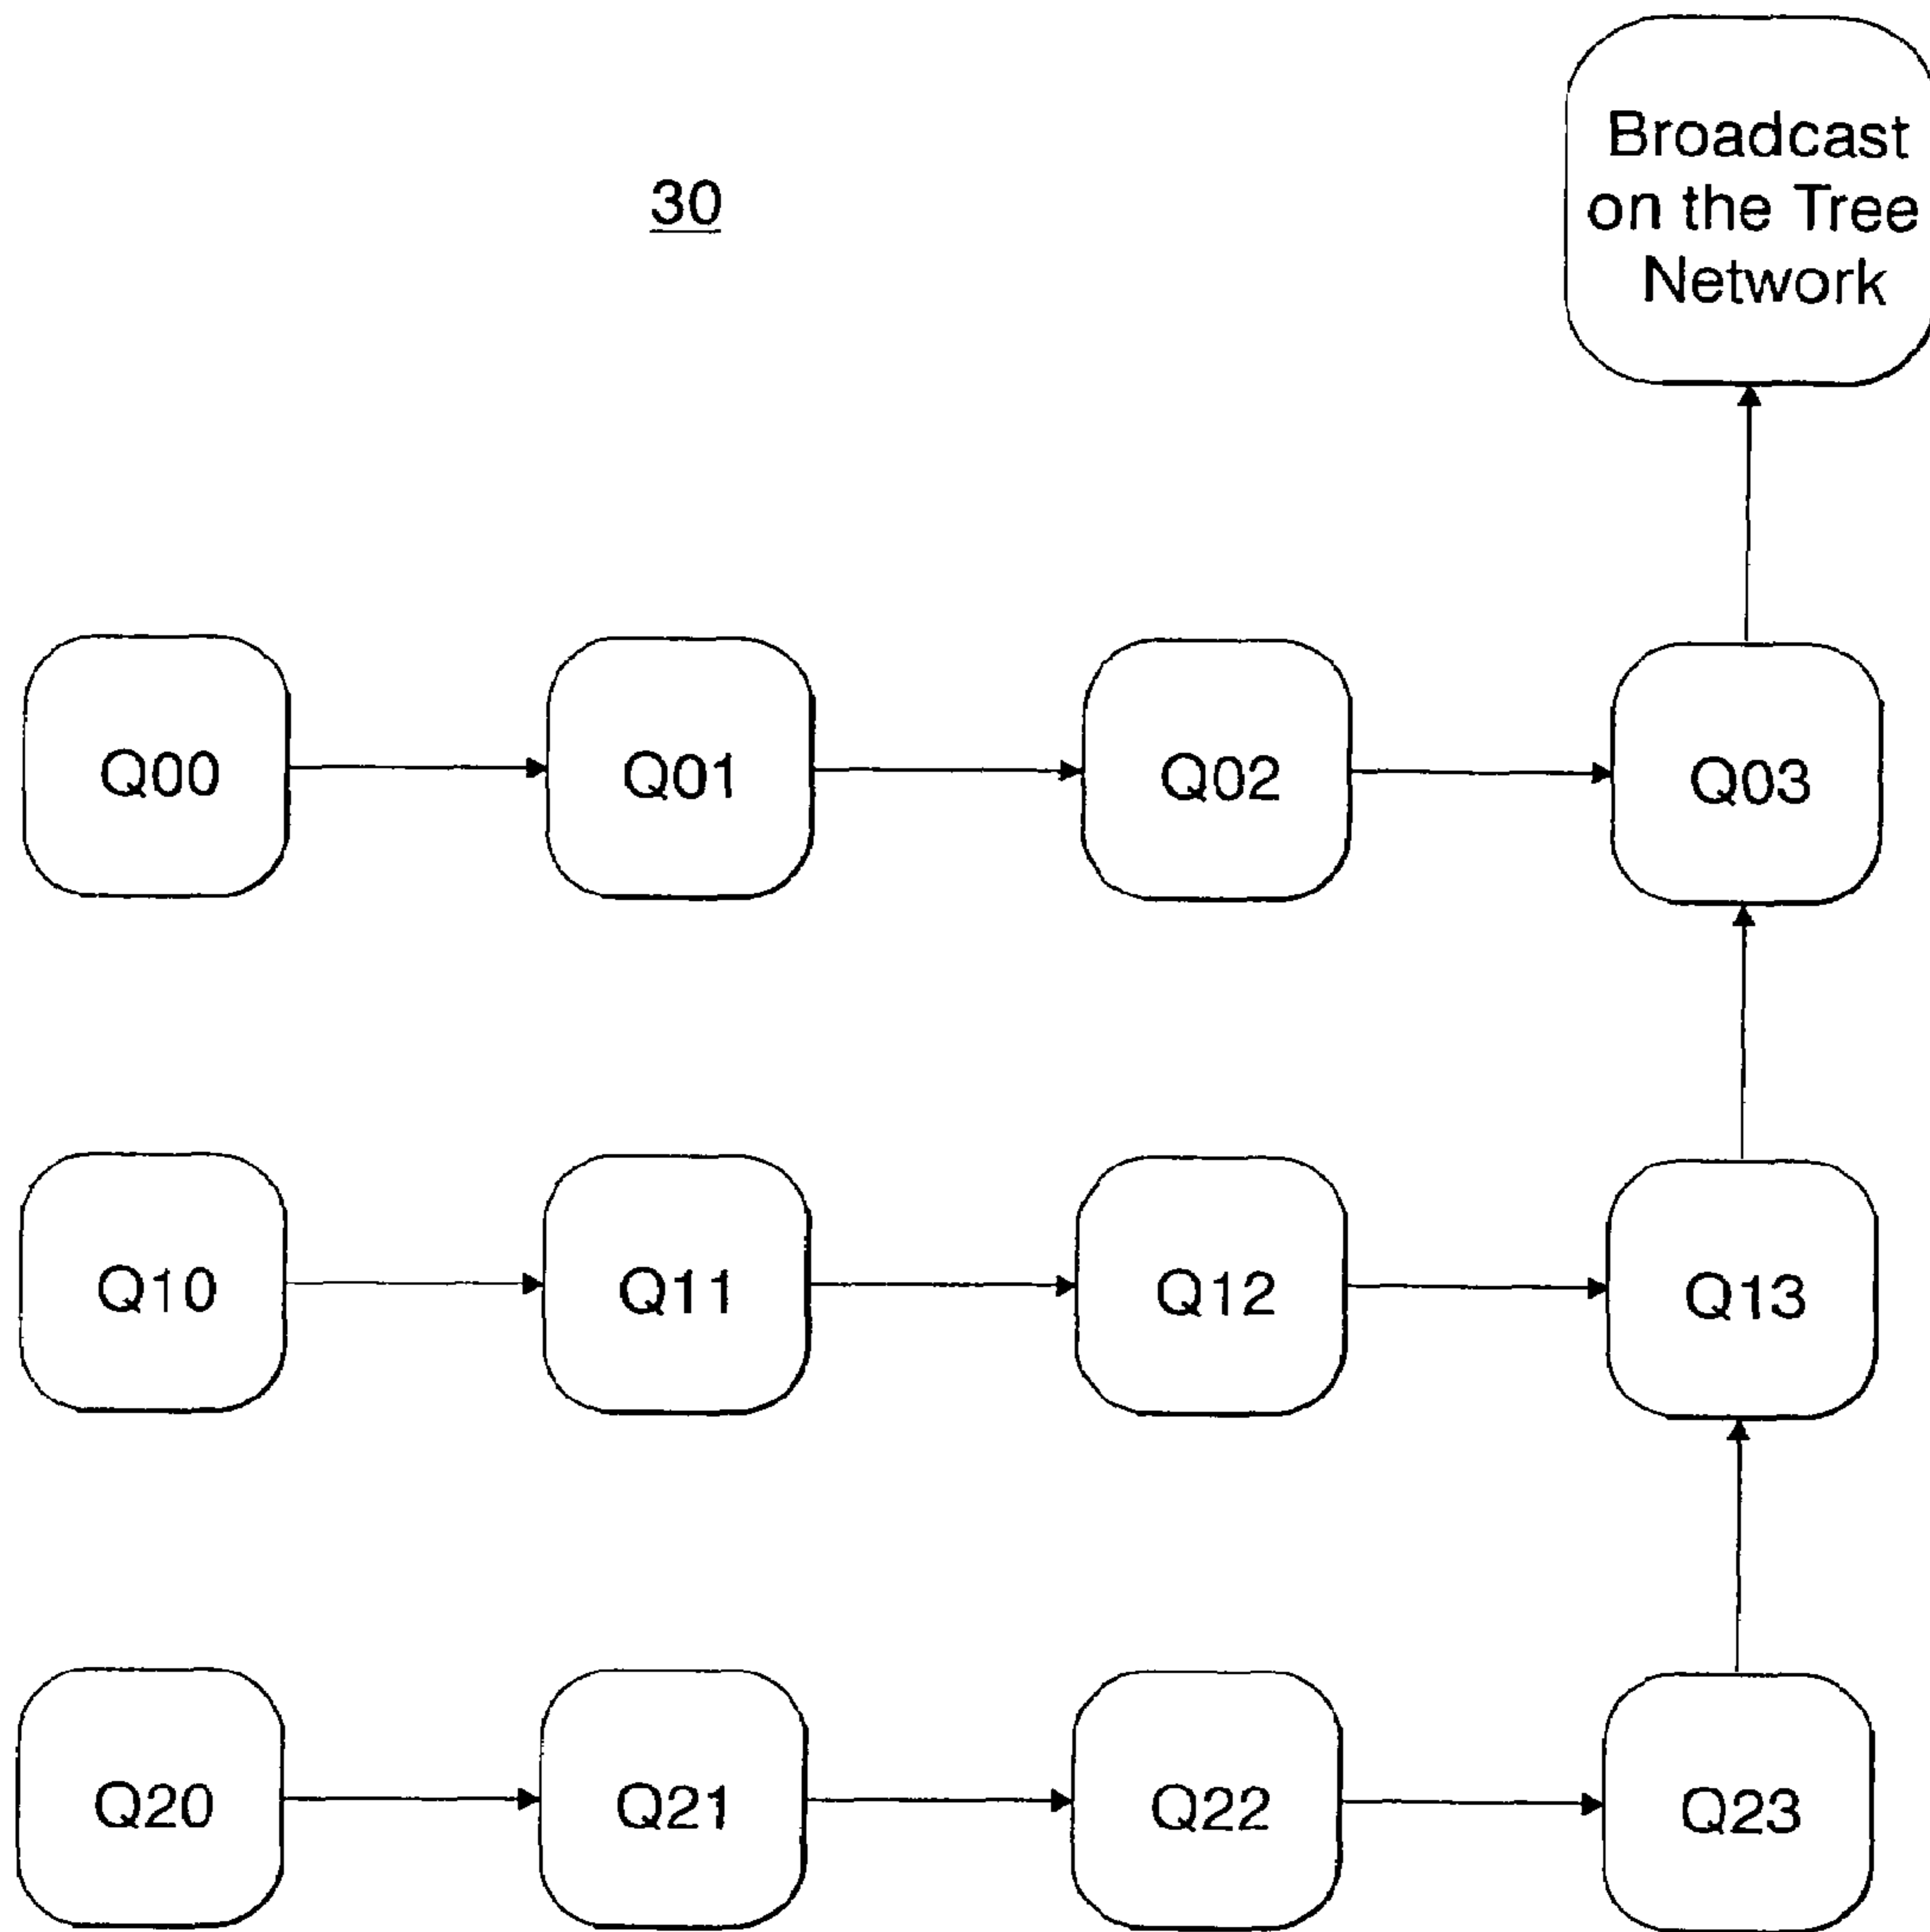 30
Broadcast
on the Tree
Network
Q00
Q01
Q02
Q03
Q10
Q11
Q12
Q13
Q20
Q21
Q22
Q23